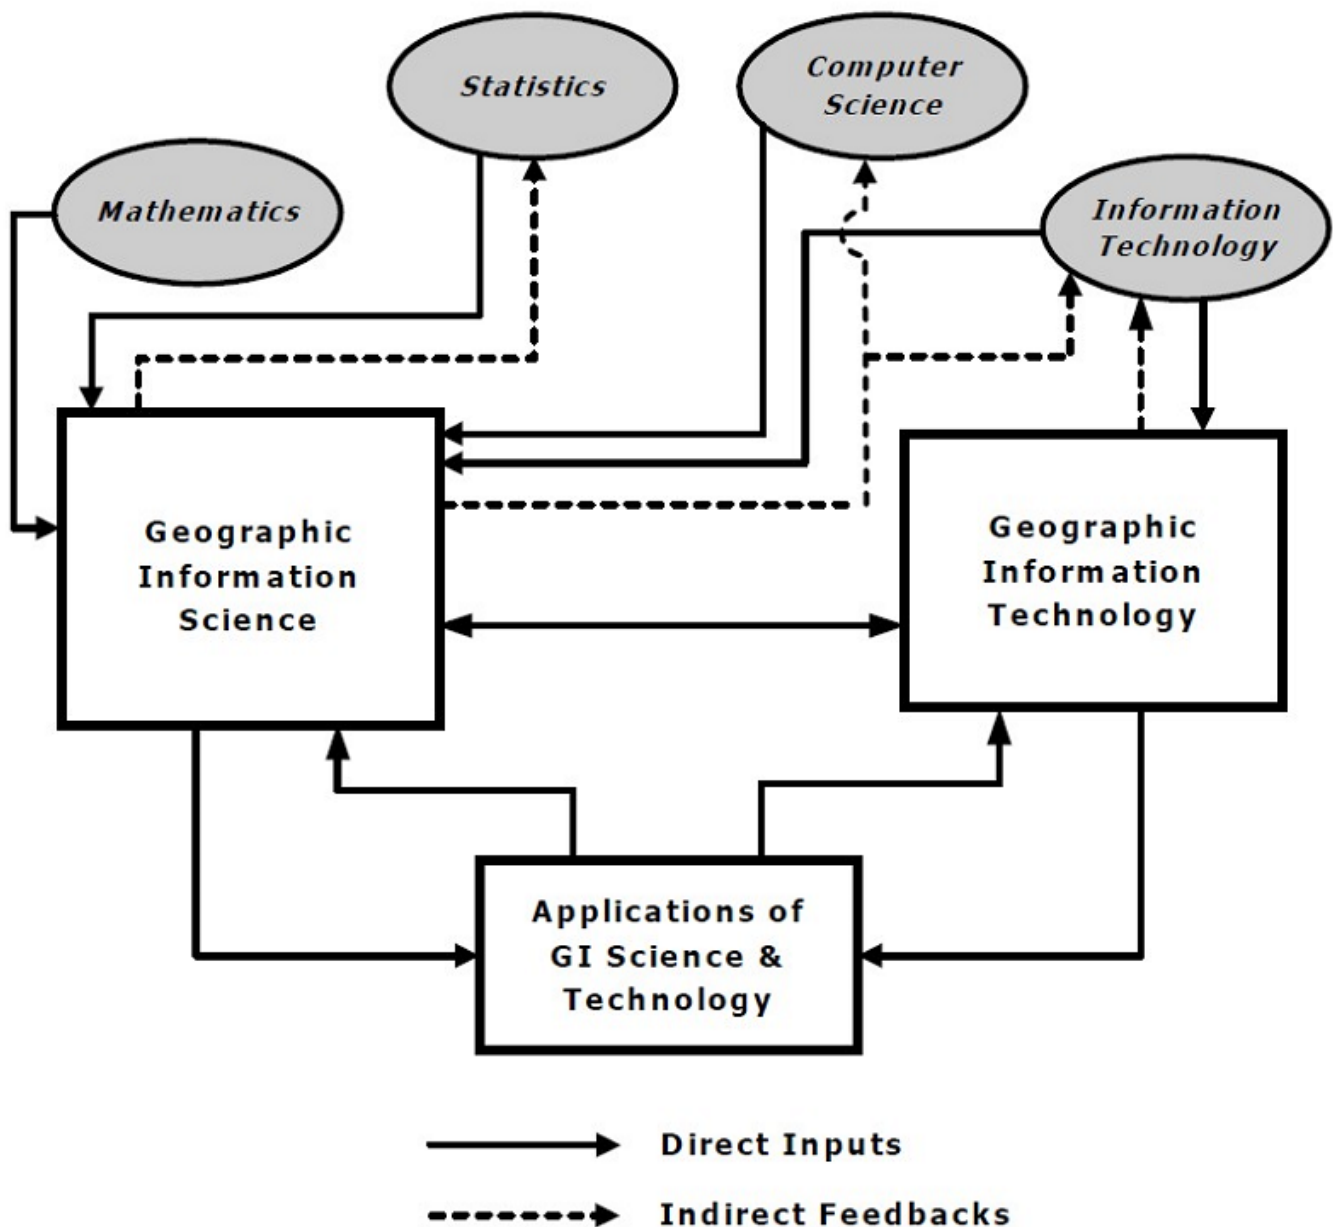 Statistics
Computer
Science
Mathematics
Information
Technology
Geographic
Information
Science
Geographic
Information
Technology
Applications of
GI Science &
Technology
Direct Inputs
Indirect Feedbacks